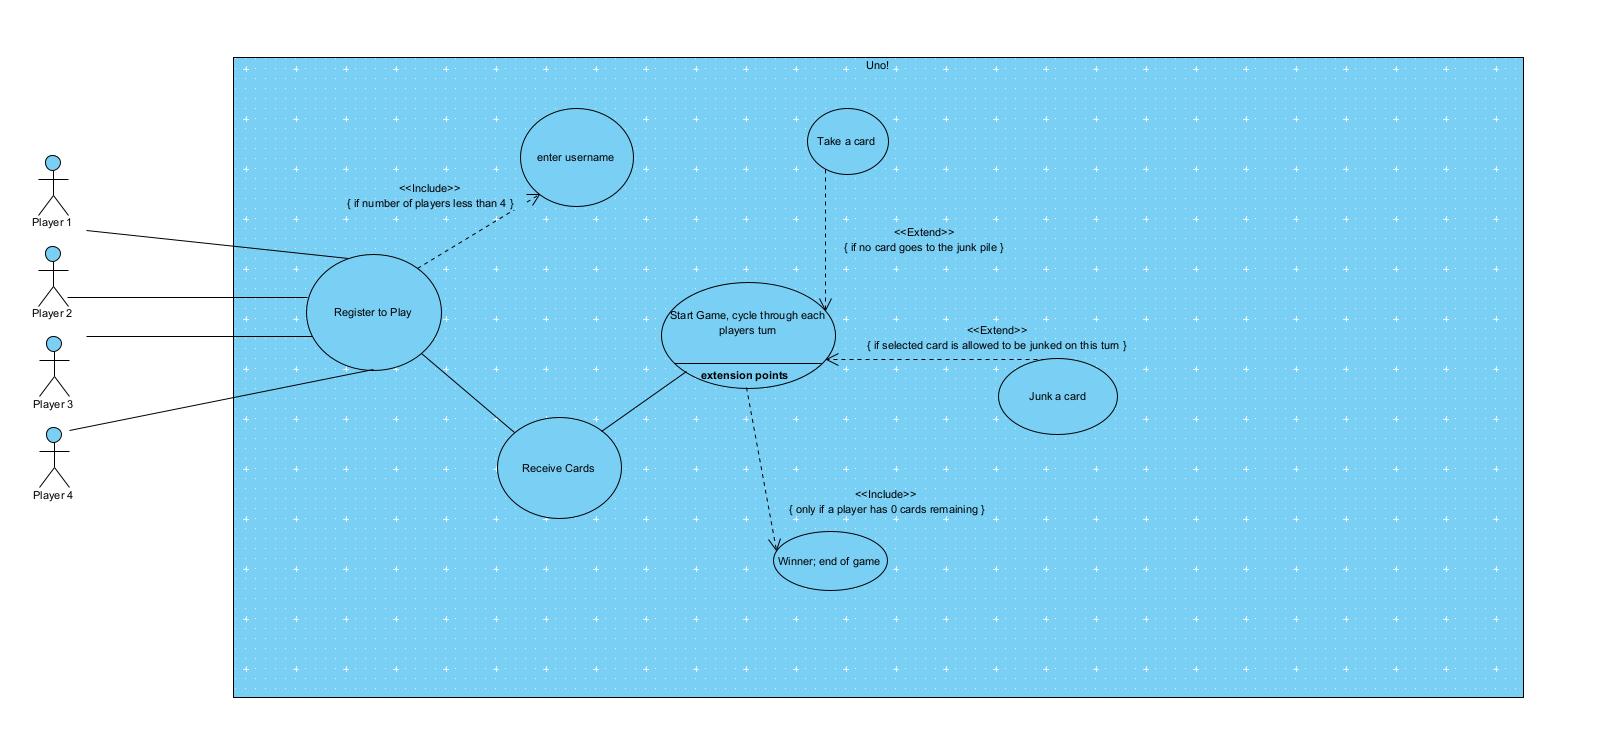 Uno!
Player 1
Player 2
Player 3
Player 4
enter username
<<Include>>
{ if number of players less than 4 }
Register to Play
Take a card
<<Extend>>
{ if no card goes to the junk pile }
Start Game, cycle through each
players turn
extension points
<<Extend>>
{ if selected card is allowed to be junked on this turn }
Junk a card
Receive Cards
<<Include>>
{ only if a player has 0 cards remaining }
Winner; end of game